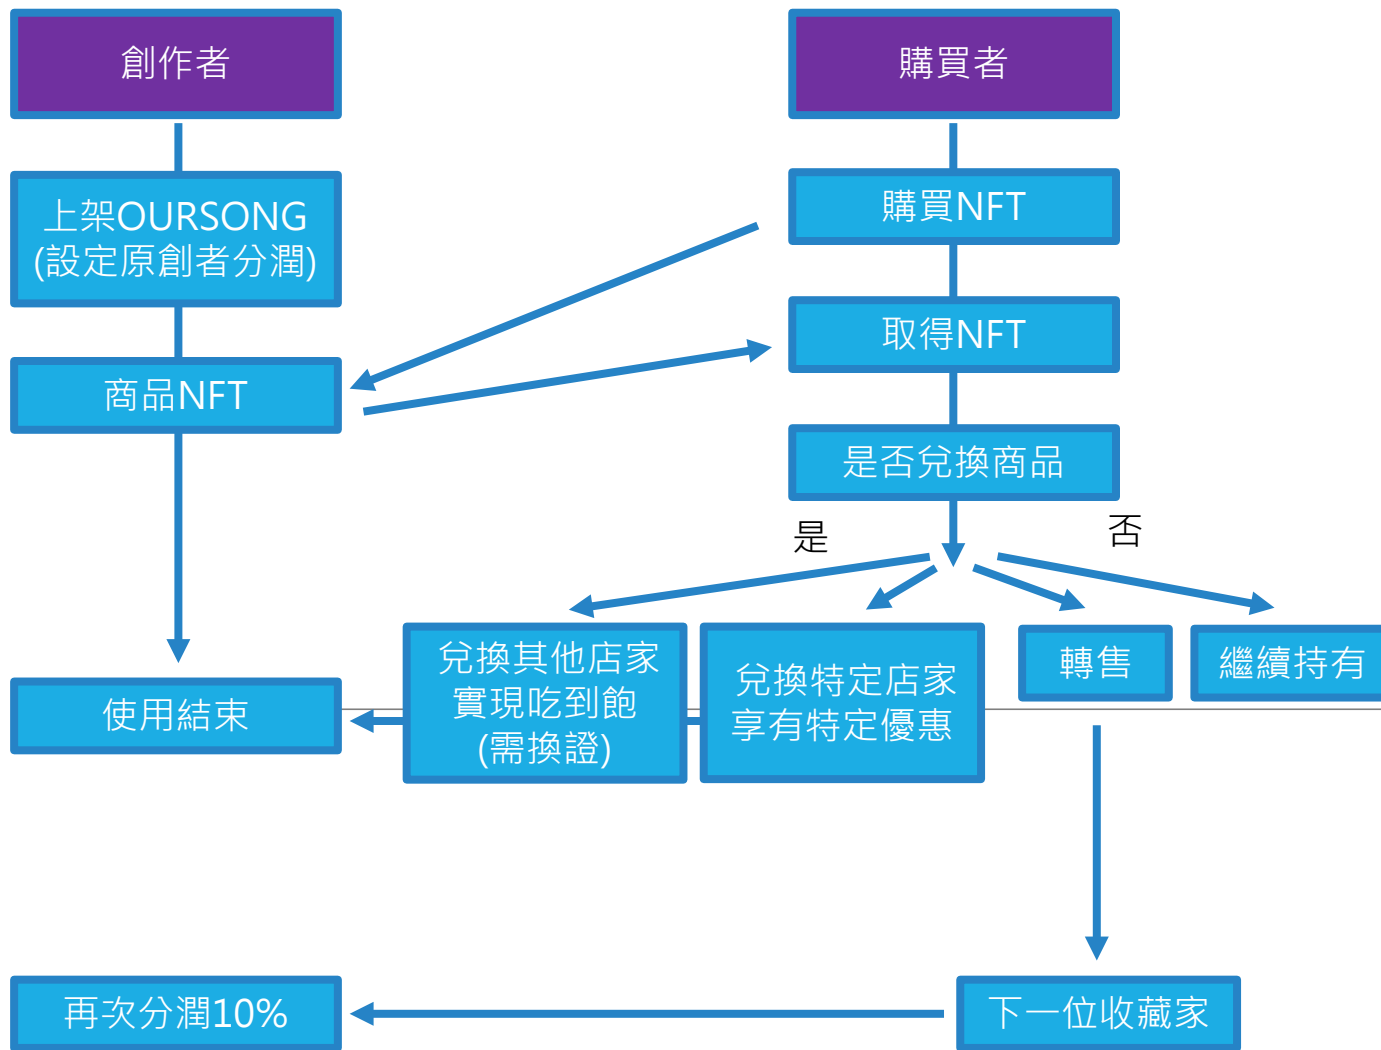 創作者
購買者
上架OURSONG
(設定原創者分潤)
購買NFT
取得NFT
商品NFT
是否兌換商品
是
否
兌換其他店家
實現吃到飽
(需換證)
兌換特定店家
享有特定優惠
轉售
繼續持有
使用結束
再次分潤10%
下一位收藏家